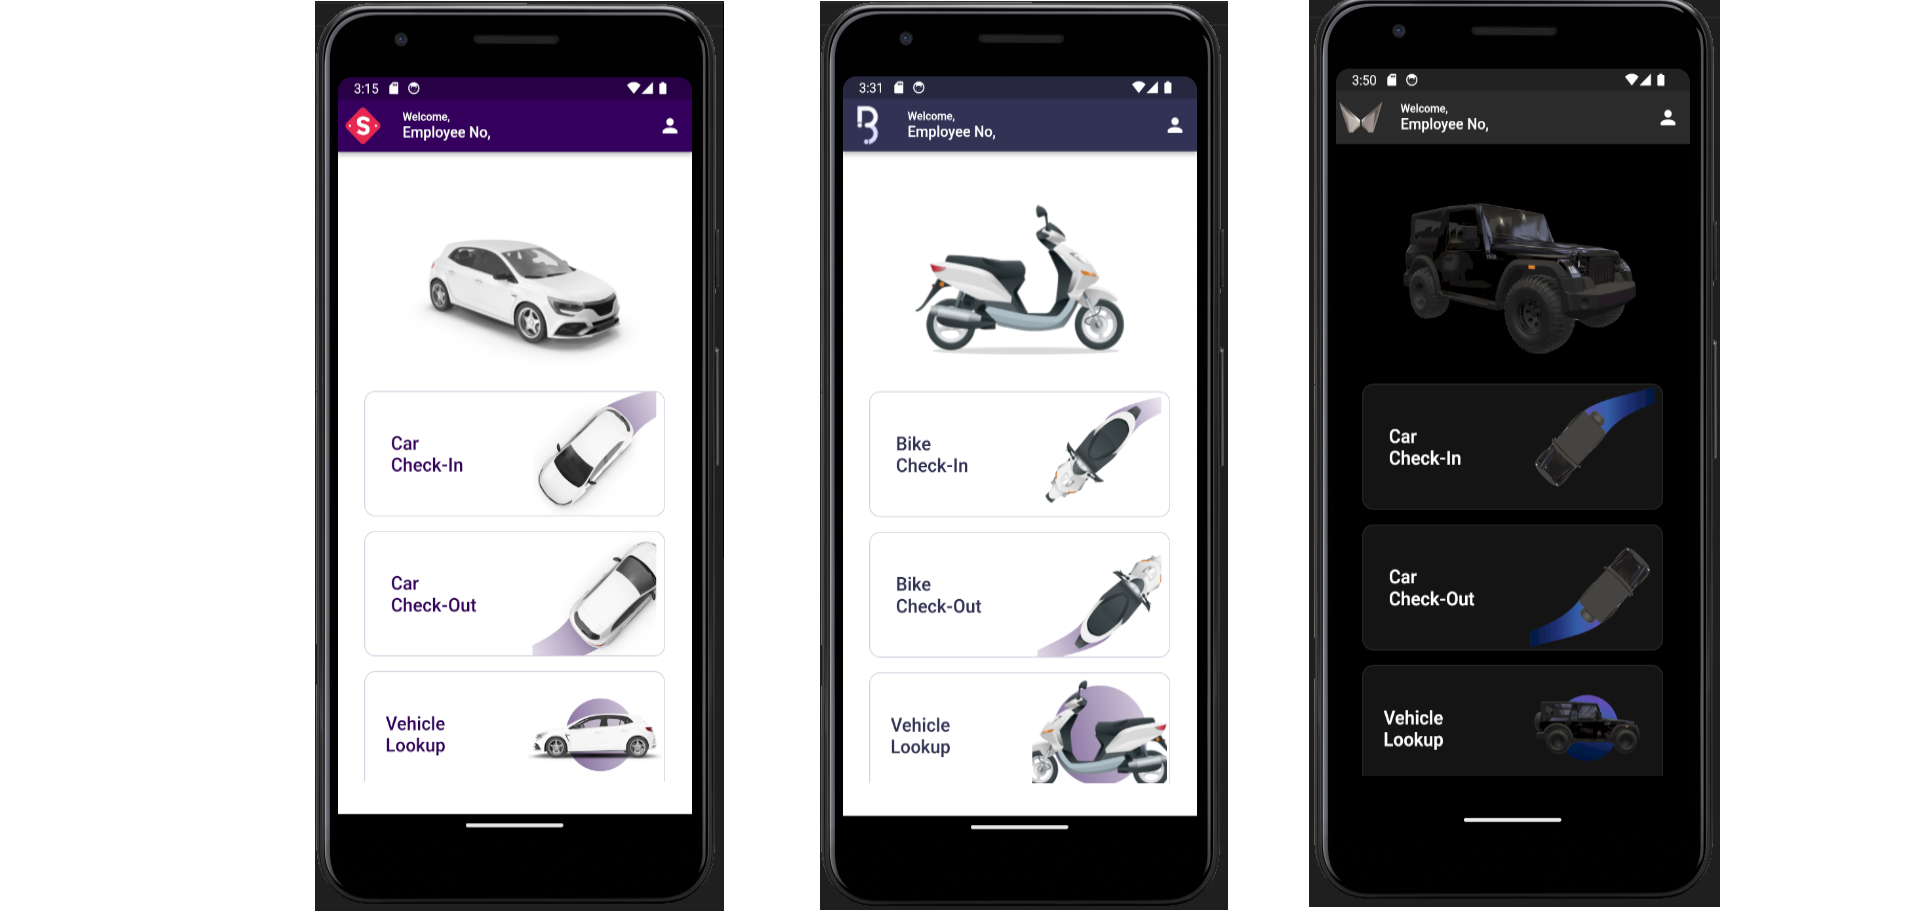 3:15
S
Welcome,
Employee No,
Car
Check-In
Car
Check-Out
Vehicle
Lookup
3:31
B
Welcome,
Employee No,
Bike
Check-In
Bike
Check-Out
Vehicle
Lookup
3:50
Welcome,
Employee No,
Car
Check-In
Car
Check-Out
Vehicle
Lookup